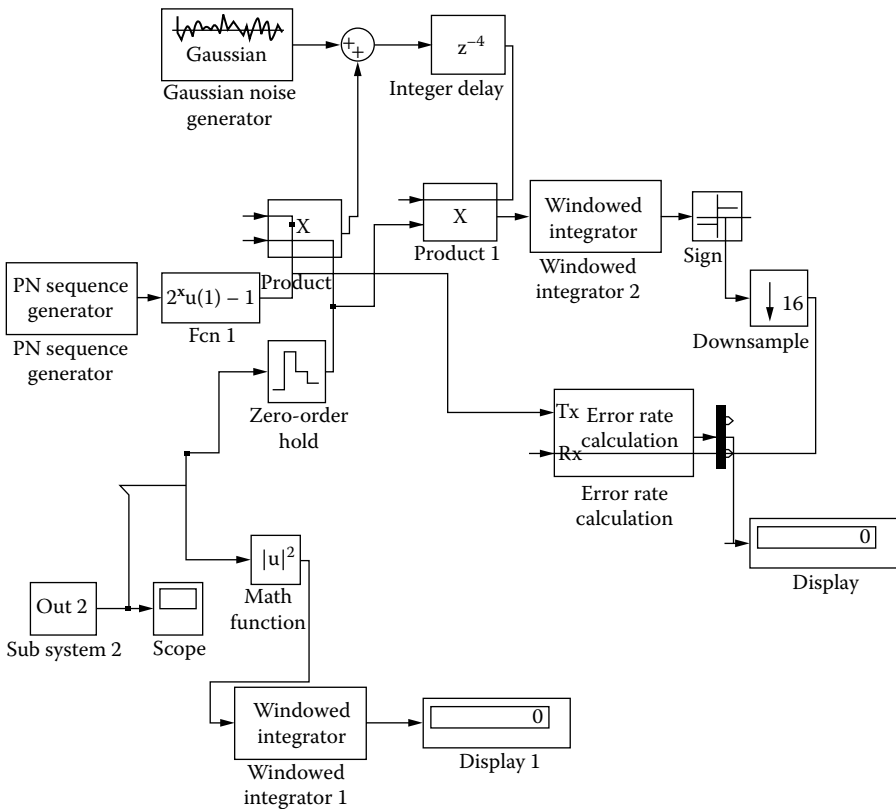 Gaussian
Gaussian noise
generator
++
z⁻⁴
Integer delay
X
Product
X
Product 1
Windowed
integrator
Windowed
integrator 2
Sign
16
Downsample
PN sequence
generator
PN sequence
generator
2ˣu(1) – 1
Fcn 1
Zero-order
hold
Tx
Rx
Error rate
calculation
Error rate
calculation
0
Display
|u|²
Math
function
Out 2
Sub system 2
Scope
Windowed
integrator
Windowed
integrator 1
0
Display 1